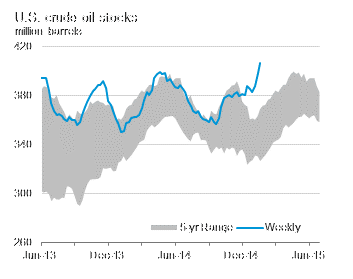 U.S. crude oil stocks
million barrels
420
380
340
300
260
5-yr Range Weekly
Jun-13 Dec-13 Jun-14 Dec-14 Jun-15